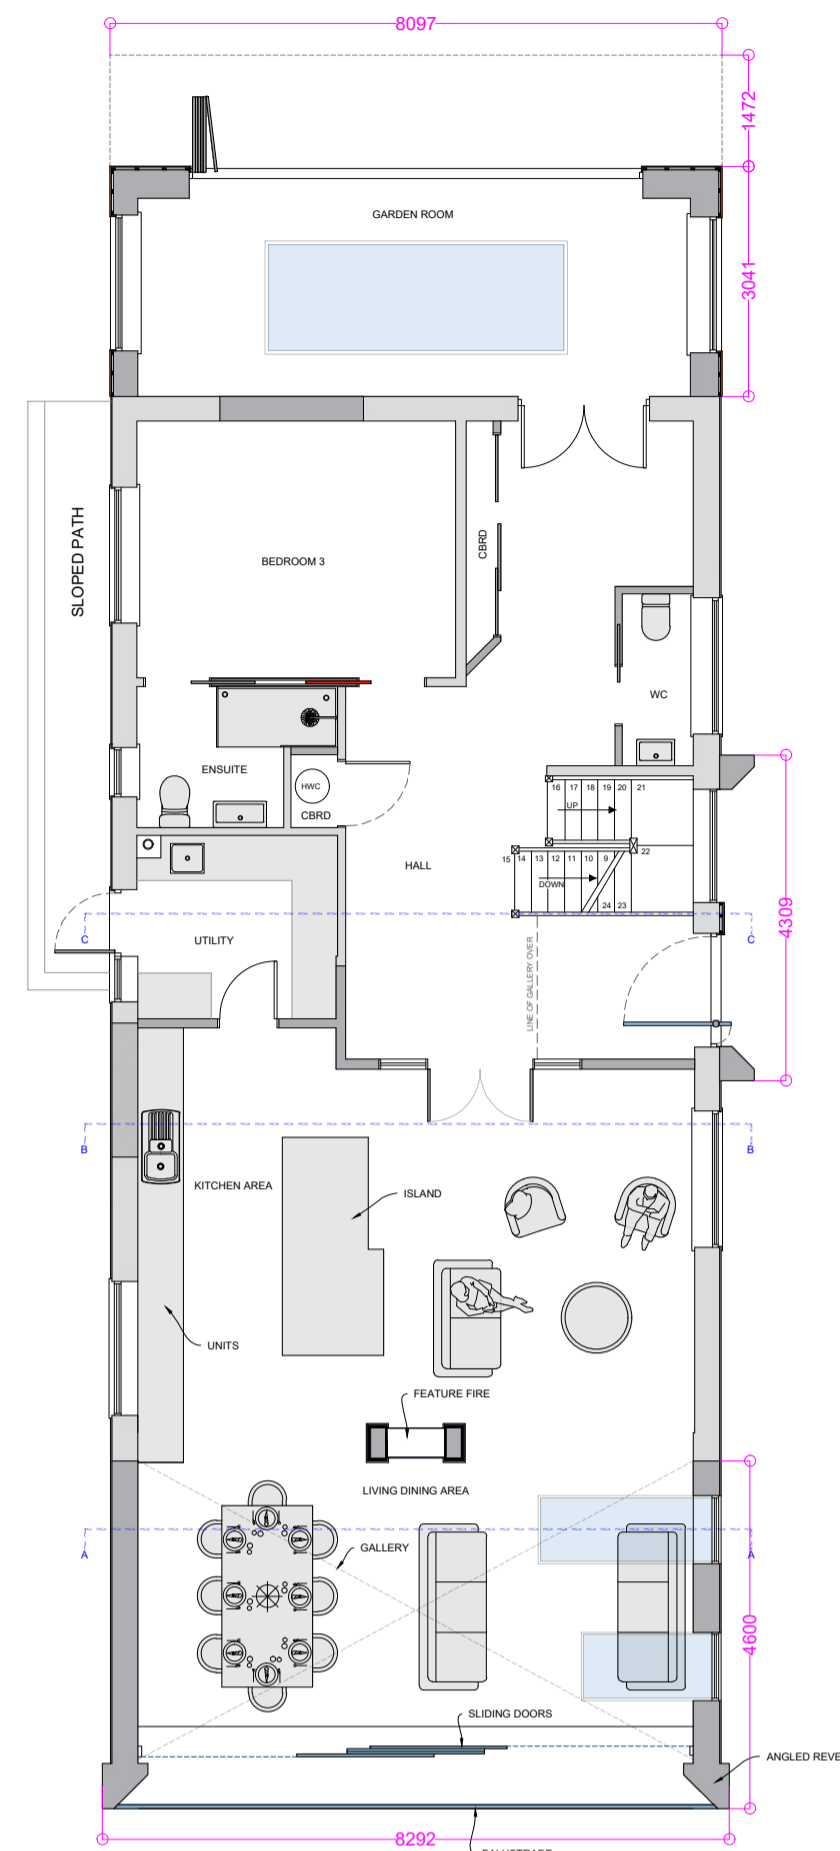 8097
1472
GARDEN ROOM
3041
SLOPED PATH
CBRD
BEDROOM 3
WC
ENSUITE
HWC
CBRD
16 17 18 19 20 21
UP
HALL
15 14 13 12 11 10 9
22
DOWN
24 23
4309
C
C
UTILITY
LINE OF GALLERY OVER
B
B
KITCHEN AREA
ISLAND
UNITS
FEATURE FIRE
LIVING DINING AREA
GALLERY
A
A
4600
SLIDING DOORS
ANGLED REVE
8292